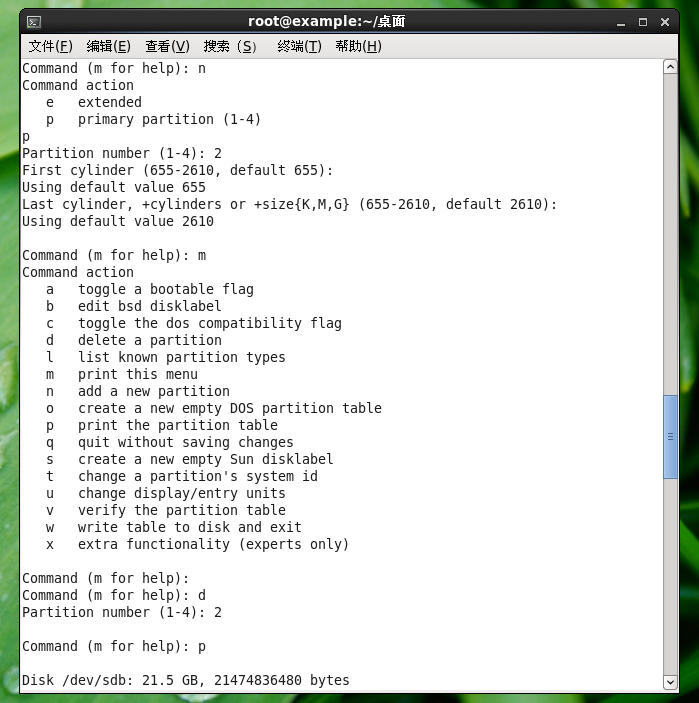 root@example:~/桌面
文件(F) 编辑(E) 查看(V) 搜索 (S) 终端(T) 帮助(H)
Command (m for help): n
Command action
   e   extended
   p   primary partition (1-4)
p
Partition number (1-4): 2
First cylinder (655-2610, default 655):
Using default value 655
Last cylinder, +cylinders or +size{K,M,G} (655-2610, default 2610):
Using default value 2610

Command (m for help): m
Command action
   a   toggle a bootable flag
   b   edit bsd disklabel
   c   toggle the dos compatibility flag
   d   delete a partition
   l   list known partition types
   m   print this menu
   n   add a new partition
   o   create a new empty DOS partition table
   p   print the partition table
   q   quit without saving changes
   s   create a new empty Sun disklabel
   t   change a partition's system id
   u   change display/entry units
   v   verify the partition table
   w   write table to disk and exit
   x   extra functionality (experts only)

Command (m for help):
Command (m for help): d
Partition number (1-4): 2

Command (m for help): p

Disk /dev/sdb: 21.5 GB, 21474836480 bytes